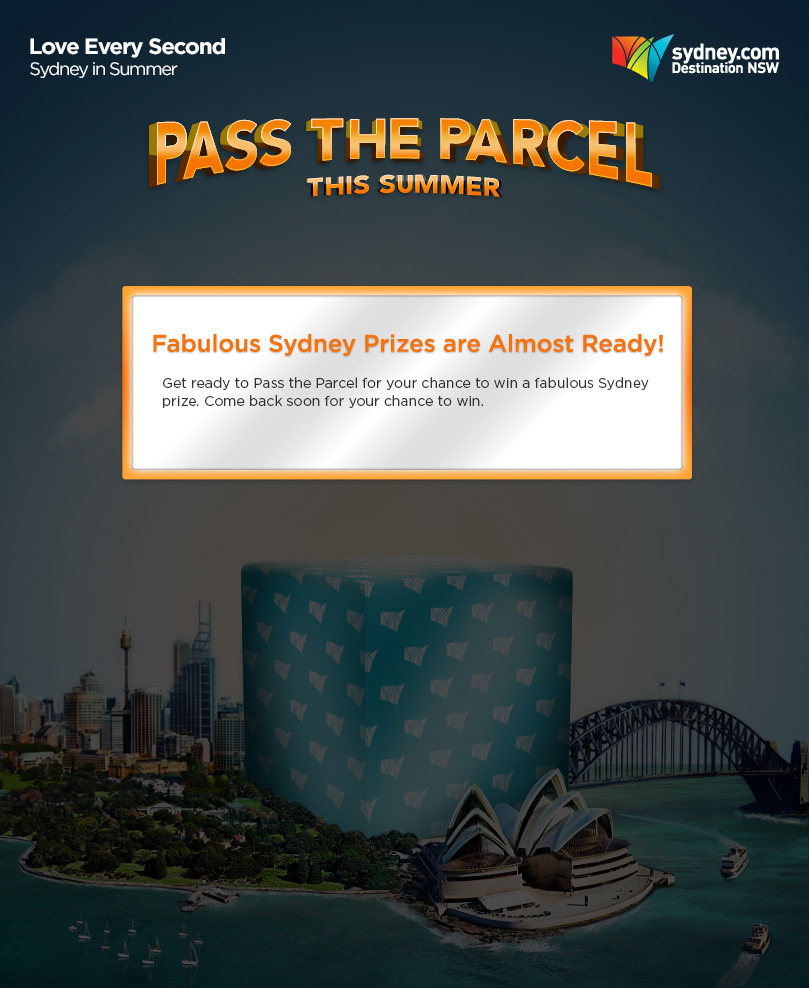 Love Every Second
Sydney in Summer
sydney.com
Destination NSW
PASS THE PARCEL
THIS SUMMER
Fabulous Sydney Prizes are Almost Ready!
Get ready to Pass the Parcel for your chance to win a fabulous Sydney
prize. Come back soon for your chance to win.